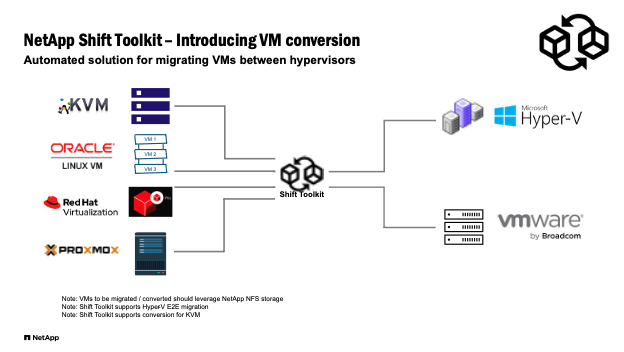 NetApp Shift Toolkit – Introducing VM conversion
Automated solution for migrating VMs between hypervisors
KVM
ORACLE
LINUX VM
VM 1
VM 2
VM 3
Red Hat
Virtualization
PROXMOX
Shift Toolkit
Microsoft
Hyper-V
vmware
by Broadcom
Note: VMs to be migrated / converted should leverage NetApp NFS storage
Note: Shift Toolkit supports Hyper-V E2E migration
Note: Shift Toolkit supports conversion for KVM
NetApp